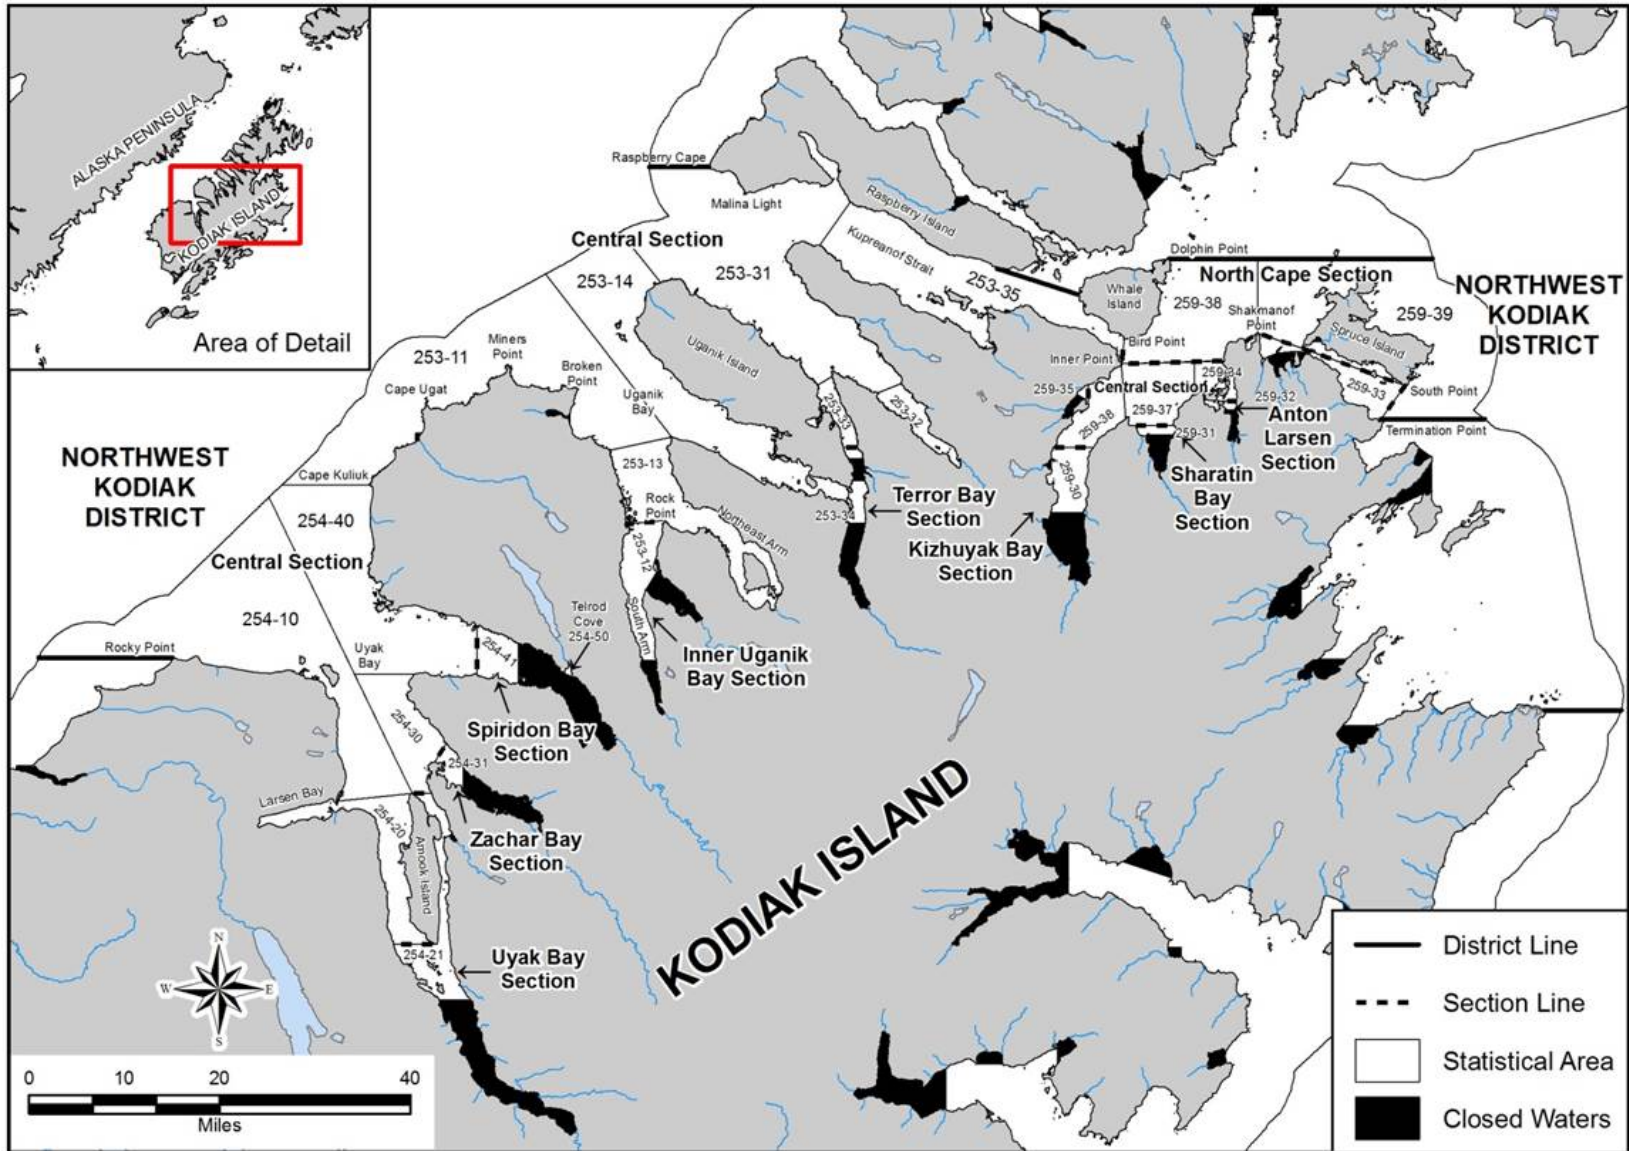 ALASKA PENINSULA
KODIAK ISLAND
Area of Detail
Raspberry Cape
Malina Light
Raspberry Island
Kupreanof Strait
Central Section
253-14
253-31
253-35
Dolphin Point
North Cape Section
Whale
Island
259-38
Shakmanof
Point
259-39
Spruce Island
NORTHWEST
KODIAK
DISTRICT
253-11
Miners
Point
Cape Ugat
Broken
Point
Uganik Island
Uganik
Bay
Bird Point
Inner Point
259-35
Central Section
259-34
259-32
259-33
South Point
Termination Point
253-33
253-32
259-38
259-37
259-31
Anton
Larsen
Section
Sharatin
Bay
Section
NORTHWEST
KODIAK
DISTRICT
Cape Kuliuk
253-13
Rock
Point
Northeast Arm
253-34
Terror Bay
Section
259-30
Kizhuyak Bay
Section
254-40
Central Section
253-12
254-10
Telrod
Cove
254-50
South Arm
Rocky Point
Uyak
Bay
254-41
Inner Uganik
Bay Section
254-30
Spiridon Bay
Section
254-31
Larsen Bay
254-20
Amook Island
Zachar Bay
Section
KODIAK ISLAND
254-21
Uyak Bay
Section
N
W
E
S
0 10 20 40
Miles
District Line
Section Line
Statistical Area
Closed Waters